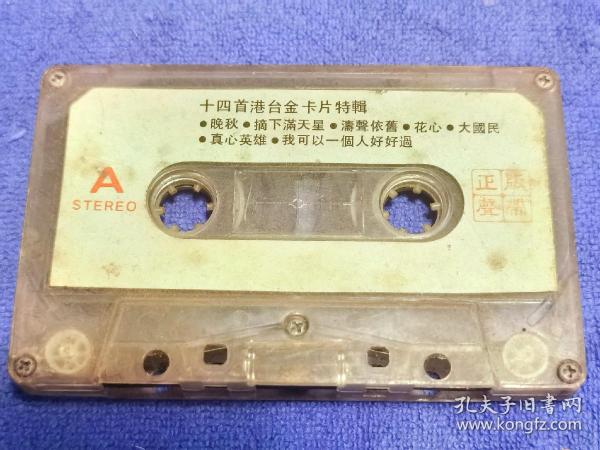 十四首港台金卡片特輯
●晚秋●摘下滿天星●濤聲依舊●花心●大國民
●真心英雄●我可以一個人好好過
A
STEREO
正版
聲帶
孔夫子旧书网
www.kongfz.com